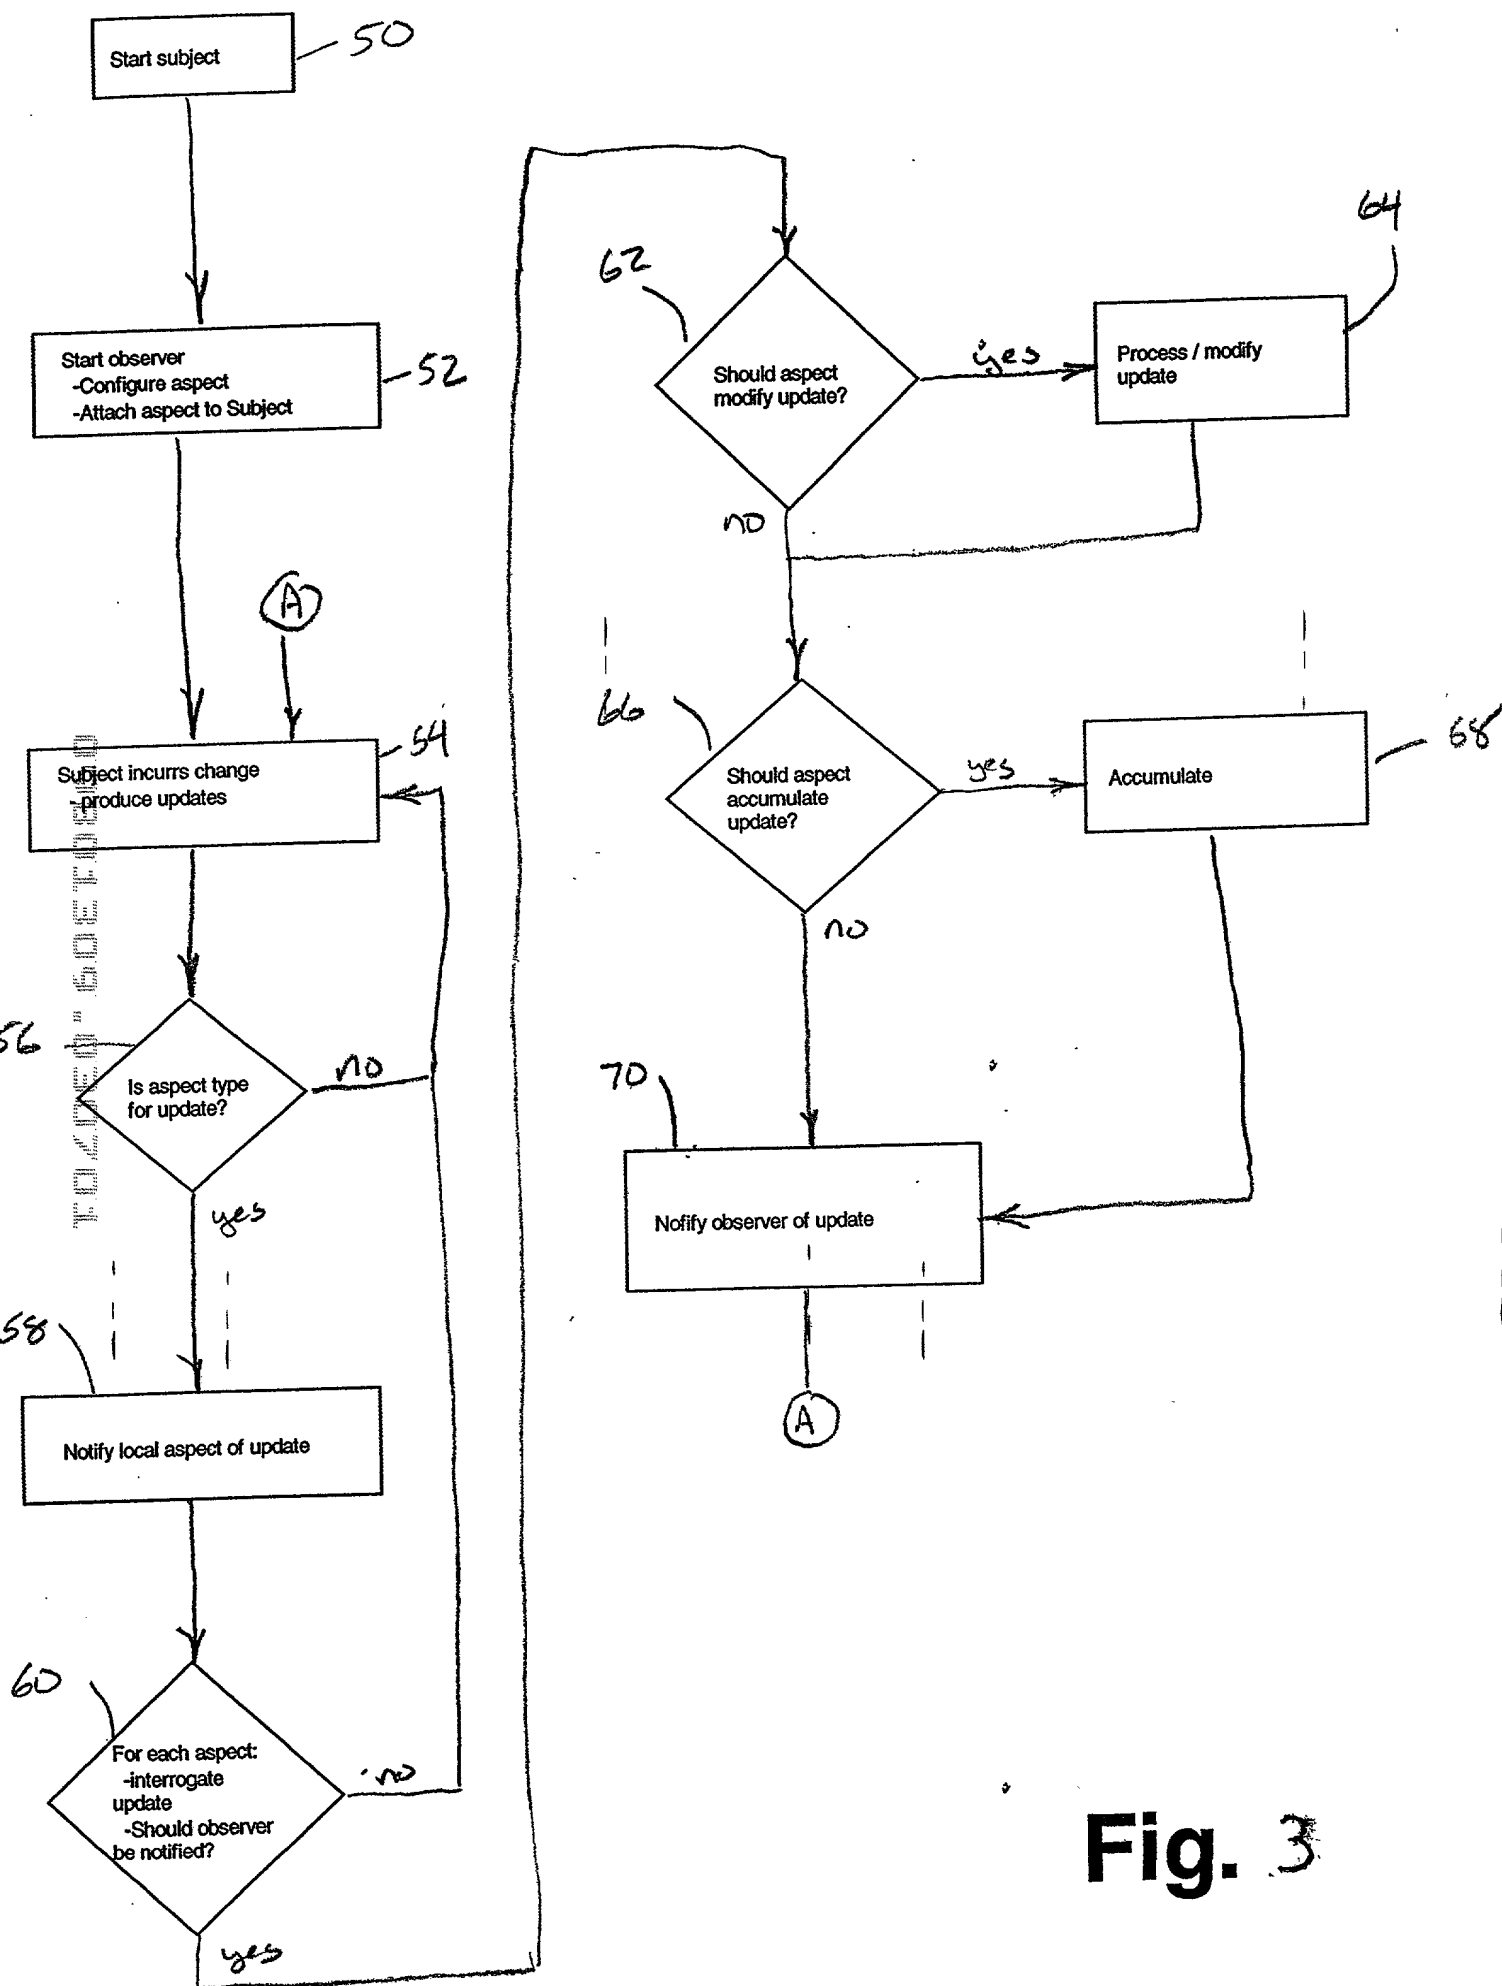 Start subject
50
Start observer
-Configure aspect
-Attach aspect to Subject
52
A
Subject incurrs change
- produce updates
54
56
Is aspect type
for update?
no
yes
58
Notify local aspect of update
60
For each aspect:
-interrogate
update
-Should observer
be notified?
no
yes
62
Should aspect
modify update?
yes
no
64
Process / modify
update
66
Should aspect
accumulate
update?
yes
no
68
Accumulate
70
Nofify observer of update
A
Fig. 3